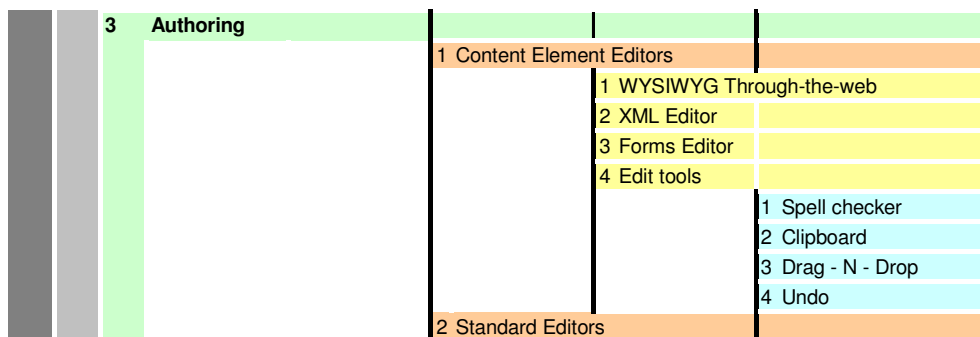 3 Authoring
1 Content Element Editors
1 WYSIWYG Through-the-web
2 XML Editor
3 Forms Editor
4 Edit tools
1 Spell checker
2 Clipboard
3 Drag - N - Drop
4 Undo
2 Standard Editors